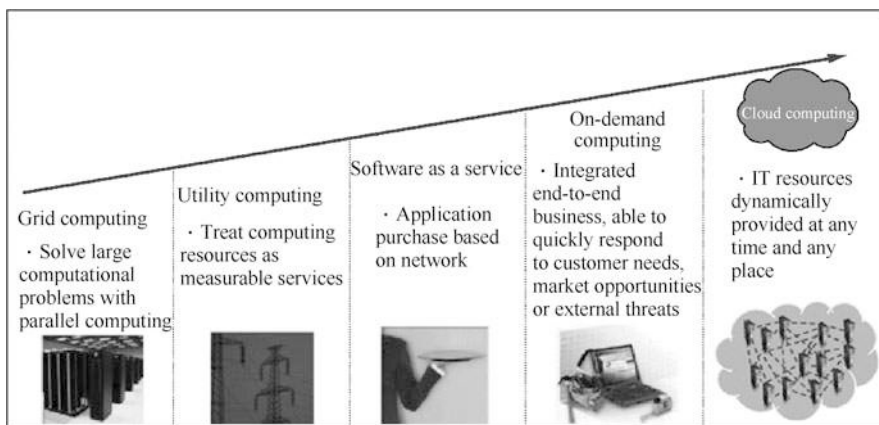 Grid computing
· Solve large
computational
problems with
parallel computing
Utility computing
· Treat computing
resources as
measurable services
Software as a service
· Application
purchase based
on network
On-demand
computing
· Integrated
end-to-end
business, able to
quickly respond
to customer needs,
market opportunities
or external threats
Cloud computing
· IT resources
dynamically
provided at any
time and any
place